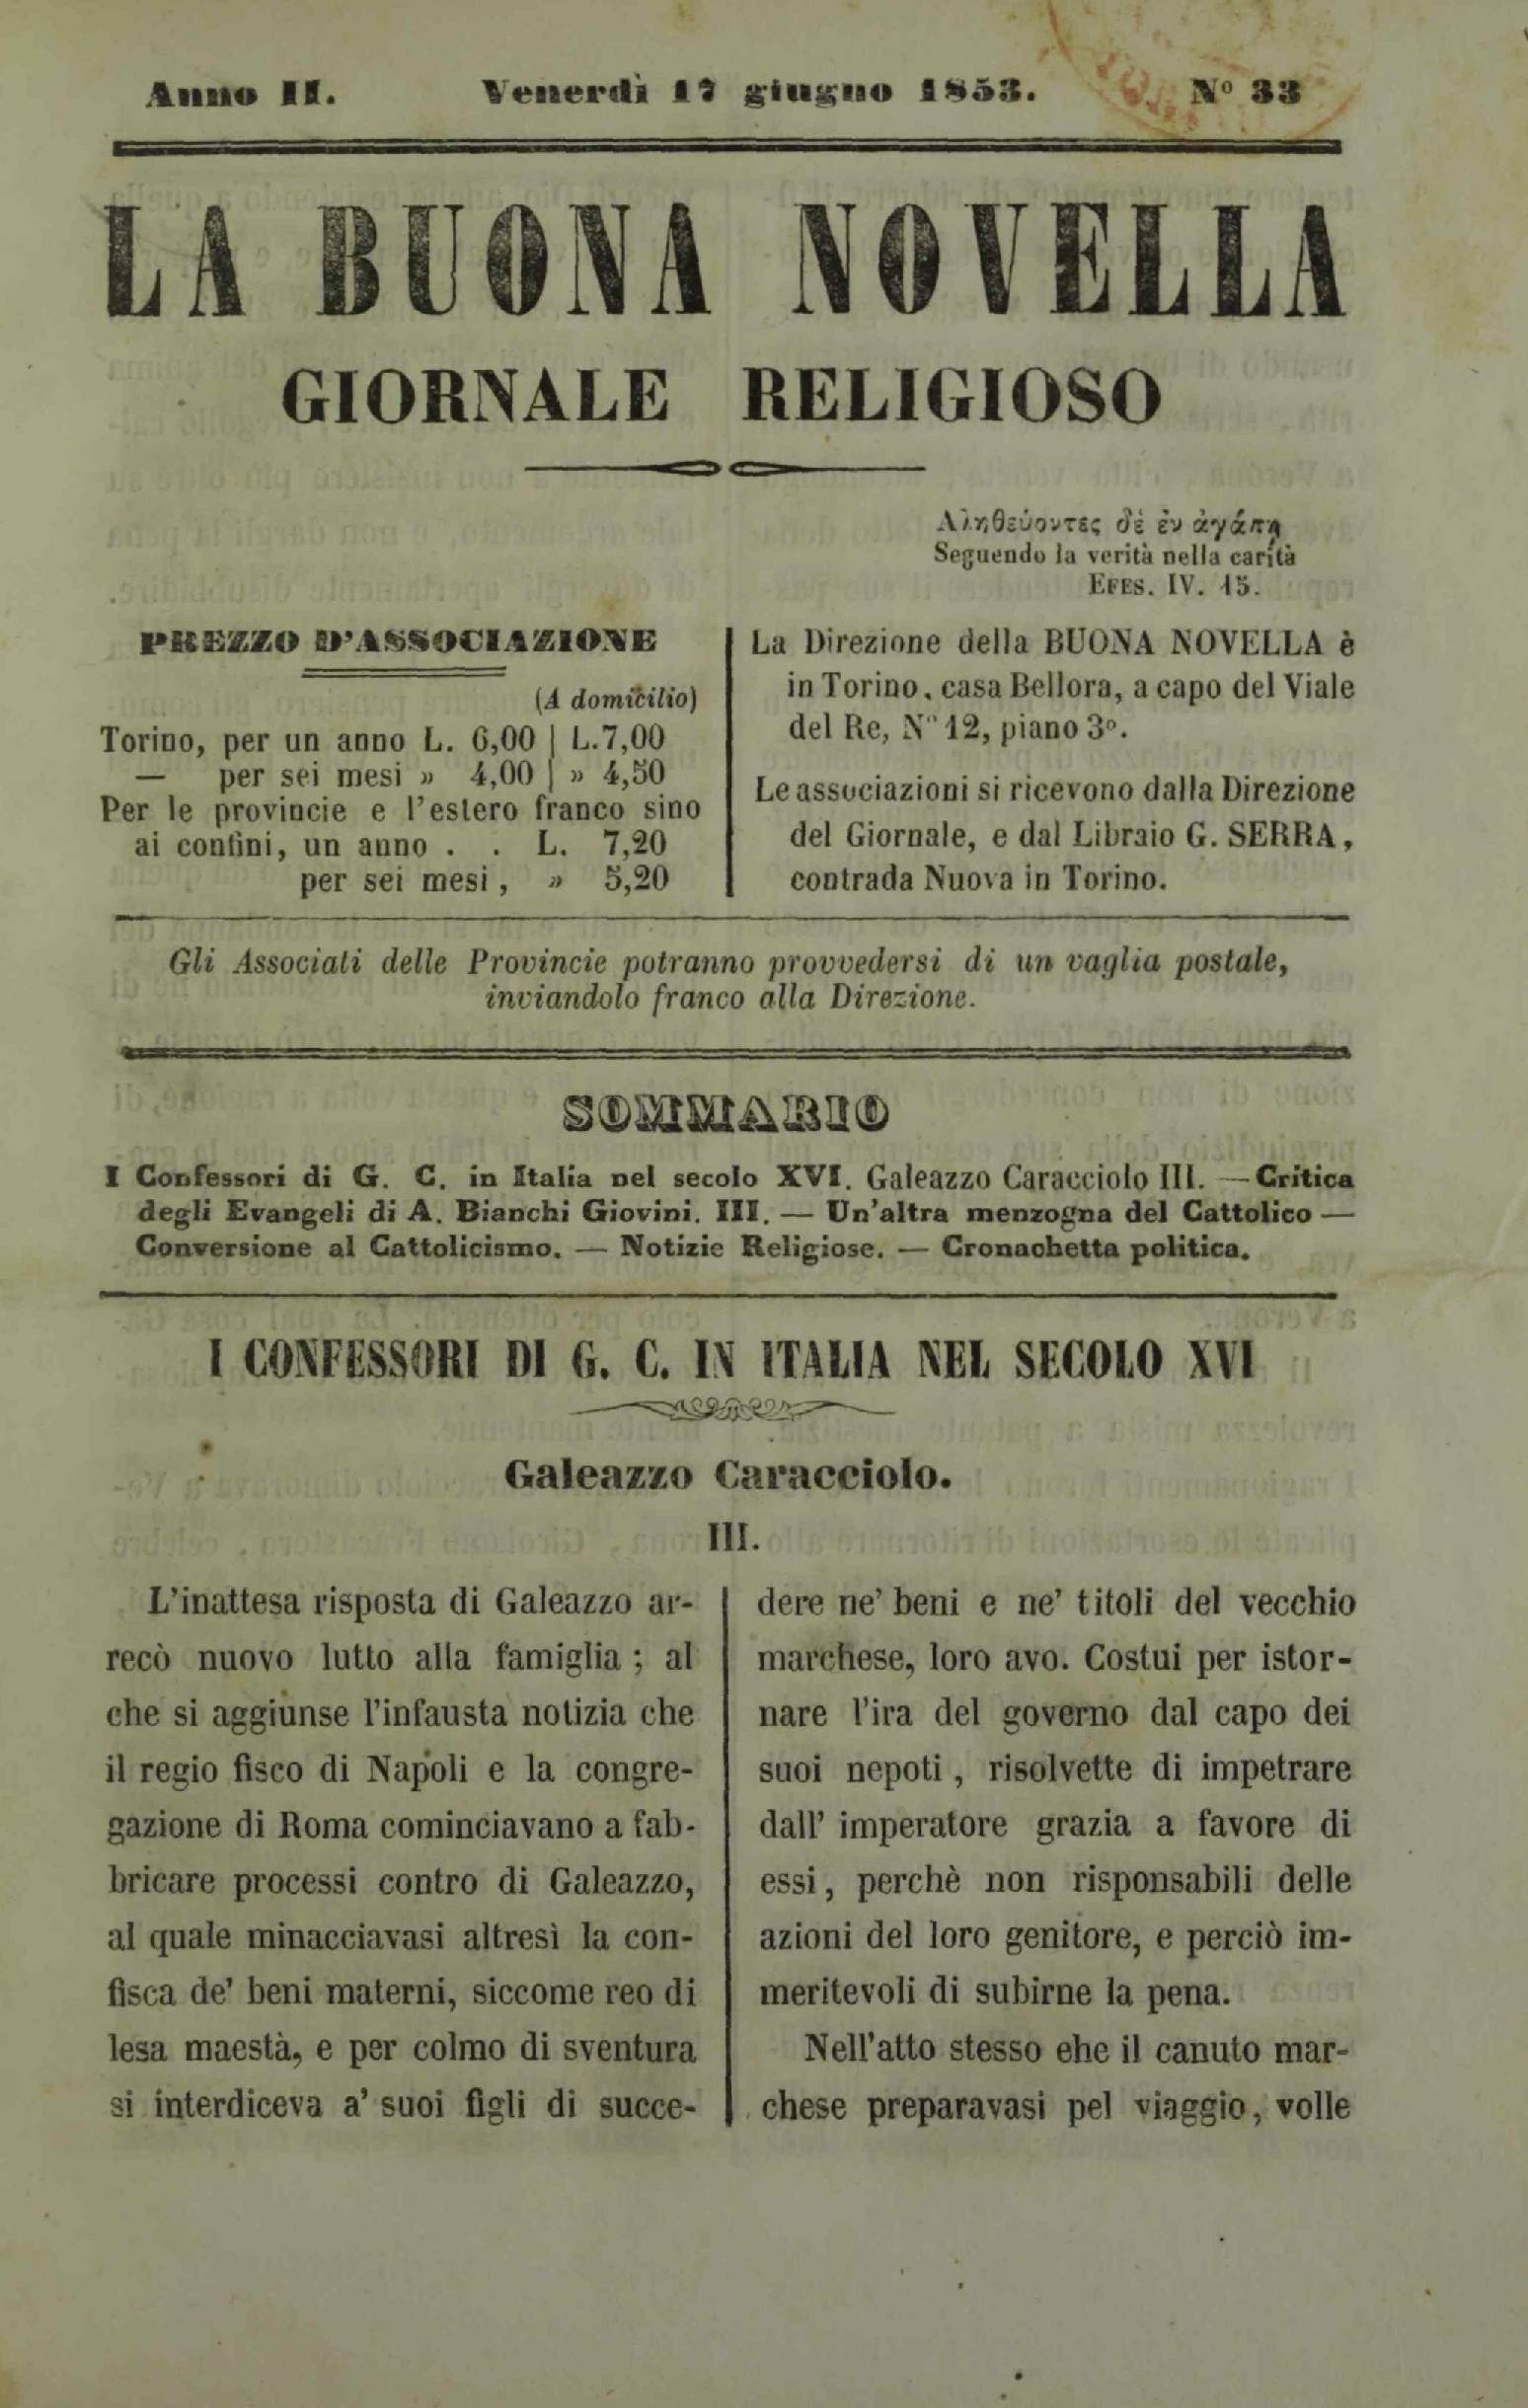 Anno II. Venerdì 17 giugno 1853. Nº 33
LA BUONA NOVELLA
GIORNALE RELIGIOSO
Αληθεύοντες δὲ ἐν ἀγάπῃ
Seguendo la verità nella carità
EFES. IV. 15.
PREZZO D'ASSOCIAZIONE
(A domicilio)
Torino, per un anno L. 6,00 | L.7,00
— per sei mesi » 4,00 | » 4,50
Per le provincie e l'estero franco sino
ai confini, un anno . . L. 7,20
per sei mesi, » 5,20
La Direzione della BUONA NOVELLA è
in Torino, casa Bellora, a capo del Viale
del Re, Nº 12, piano 3º.
Le associazioni si ricevono dalla Direzione
del Giornale, e dal Libraio G. SERRA,
contrada Nuova in Torino.
Gli Associati delle Provincie potranno provvedersi di un vaglia postale,
inviandolo franco alla Direzione.
SOMMARIO
I Confessori di G. C. in Italia nel secolo XVI. Galeazzo Caracciolo III. — Critica
degli Evangeli di A. Bianchi Giovini. III. — Un'altra menzogna del Cattolico —
Conversione al Cattolicismo. — Notizie Religiose. — Cronachetta politica.
I CONFESSORI DI G. C. IN ITALIA NEL SECOLO XVI
Galeazzo Caracciolo.
III.
L'inattesa risposta di Galeazzo ar-
recò nuovo lutto alla famiglia ; al
che si aggiunse l'infausta notizia che
il regio fisco di Napoli e la congre-
gazione di Roma cominciavano a fab-
bricare processi contro di Galeazzo,
al quale minacciavasi altresì la con-
fisca de' beni materni, siccome reo di
lesa maestà, e per colmo di sventura
si interdiceva a' suoi figli di succe-
dere ne' beni e ne' titoli del vecchio
marchese, loro avo. Costui per istor-
nare l'ira del governo dal capo dei
suoi nepoti, risolvette di impetrare
dall' imperatore grazia a favore di
essi, perchè non risponsabili delle
azioni del loro genitore, e perciò im-
meritevoli di subirne la pena.
Nell'atto stesso ehe il canuto mar-
chese preparavasi pel viaggio, volle